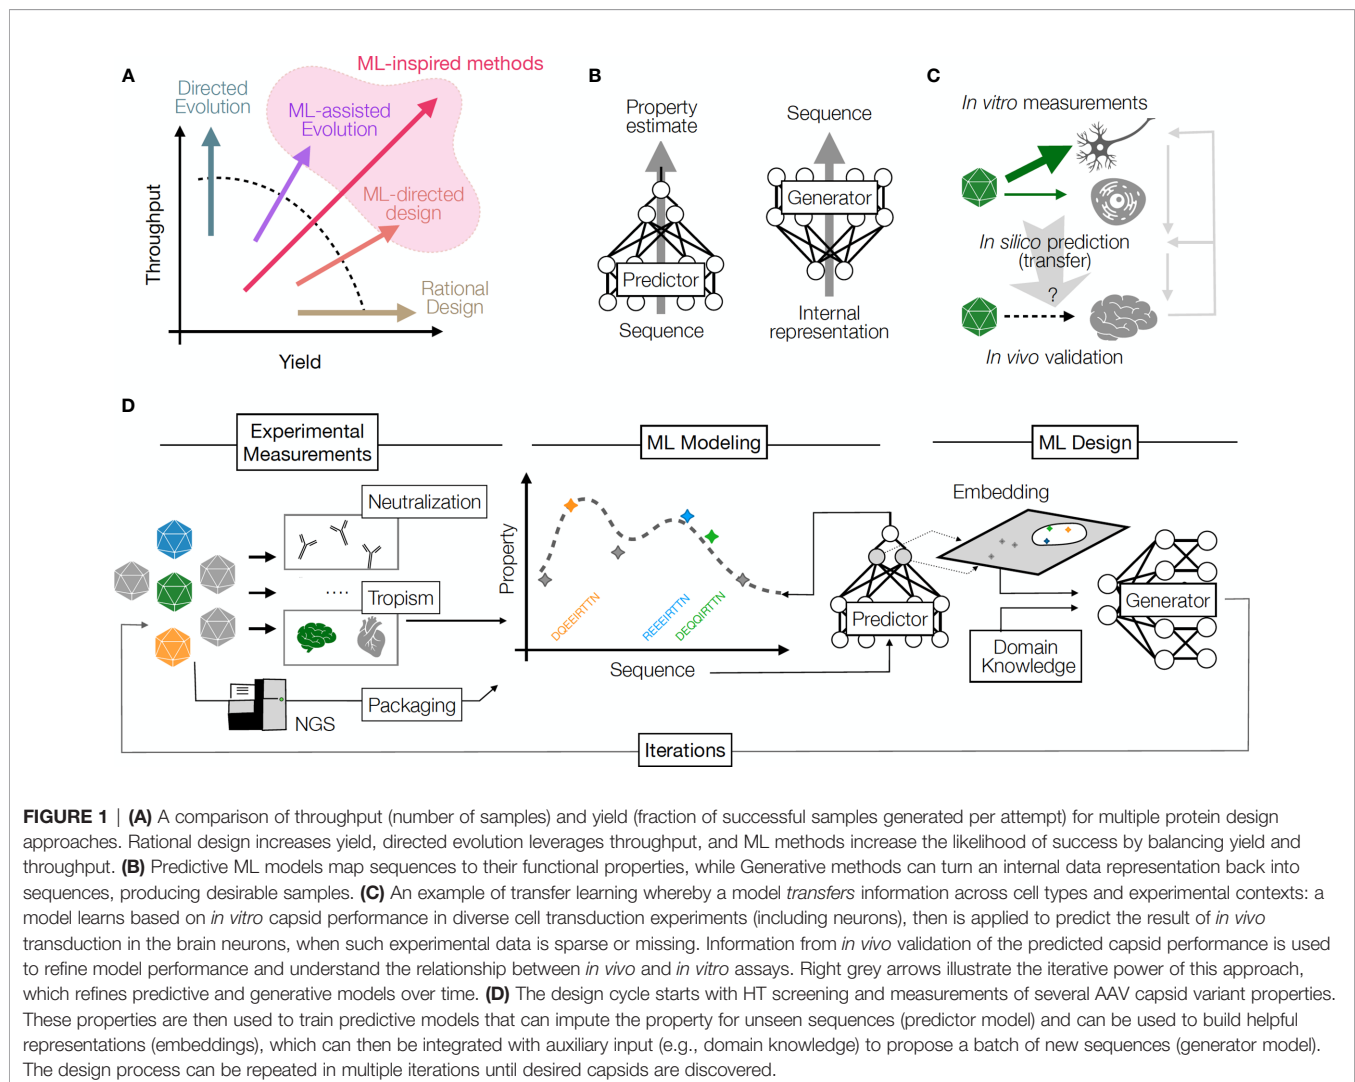 A
ML-inspired methods
Directed
Evolution
ML-assisted
Evolution
ML-directed
design
Rational
Design
Throughput
Yield
B
Property
estimate
Predictor
Sequence
Sequence
Generator
Internal
representation
C
In vitro measurements
In silico prediction
(transfer)
?
In vivo validation
D
Experimental
Measurements
Neutralization
.....
Tropism
Packaging
NGS
ML Modeling
Property
DQEEIRTTN
REEEIRTTN
DEQQIRTTN
Sequence
Predictor
ML Design
Embedding
Generator
Domain
Knowledge
Iterations
FIGURE 1 | (A) A comparison of throughput (number of samples) and yield (fraction of successful samples generated per attempt) for multiple protein design
approaches. Rational design increases yield, directed evolution leverages throughput, and ML methods increase the likelihood of success by balancing yield and
throughput. (B) Predictive ML models map sequences to their functional properties, while Generative methods can turn an internal data representation back into
sequences, producing desirable samples. (C) An example of transfer learning whereby a model transfers information across cell types and experimental contexts: a
model learns based on in vitro capsid performance in diverse cell transduction experiments (including neurons), then is applied to predict the result of in vivo
transduction in the brain neurons, when such experimental data is sparse or missing. Information from in vivo validation of the predicted capsid performance is used
to refine model performance and understand the relationship between in vivo and in vitro assays. Right grey arrows illustrate the iterative power of this approach,
which refines predictive and generative models over time. (D) The design cycle starts with HT screening and measurements of several AAV capsid variant properties.
These properties are then used to train predictive models that can impute the property for unseen sequences (predictor model) and can be used to build helpful
representations (embeddings), which can then be integrated with auxiliary input (e.g., domain knowledge) to propose a batch of new sequences (generator model).
The design process can be repeated in multiple iterations until desired capsids are discovered.